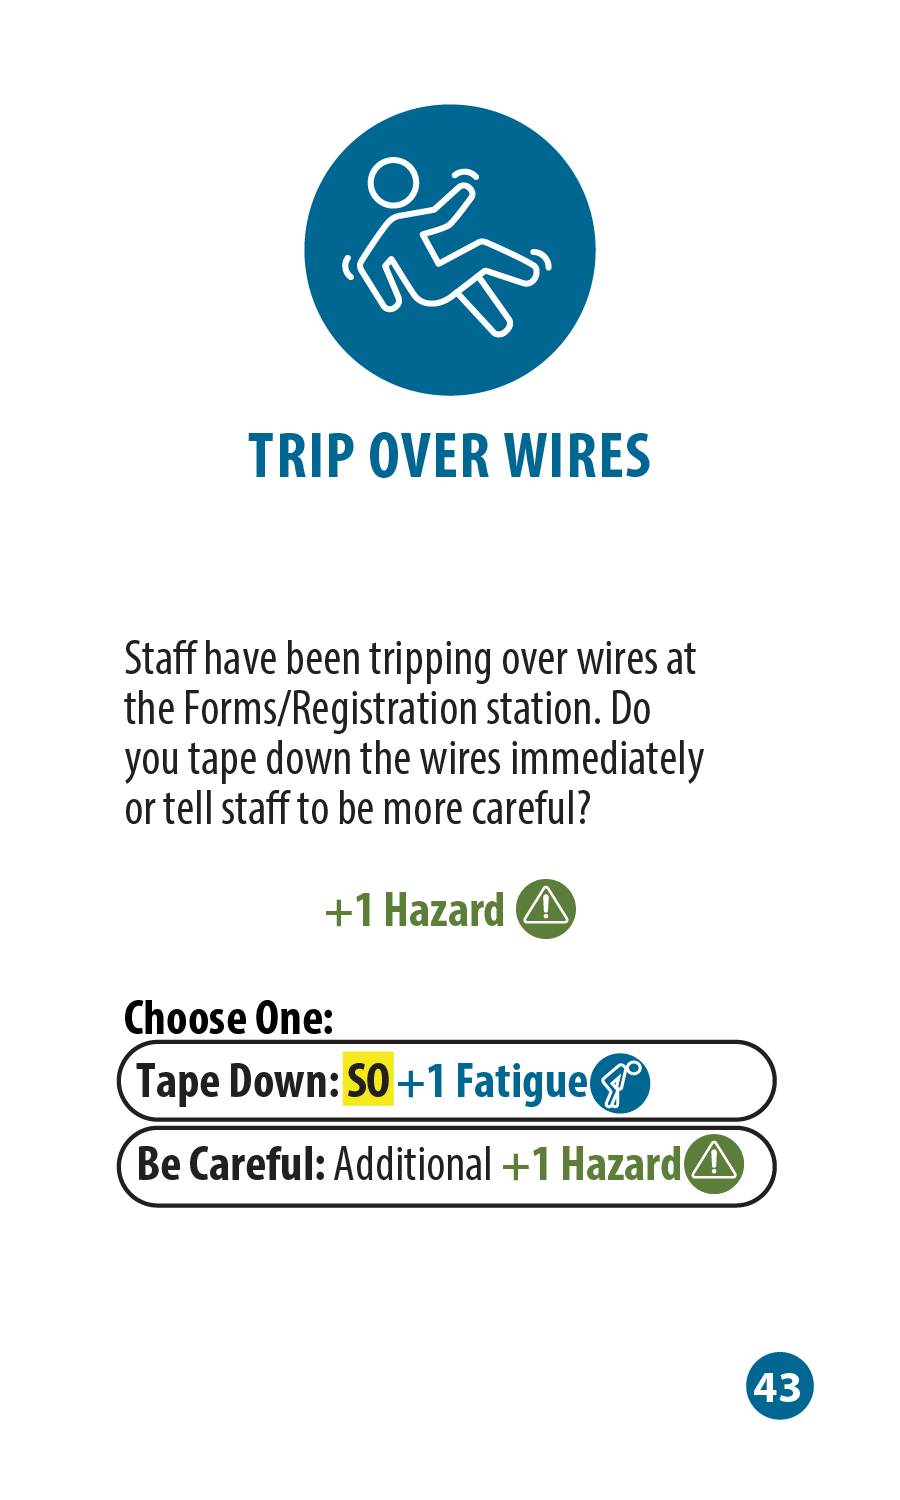 TRIP OVER WIRES
Staff have been tripping over wires at
the Forms/Registration station. Do
you tape down the wires immediately
or tell staff to be more careful?
+1 Hazard
Choose One:
Tape Down: SO +1 Fatigue
Be Careful: Additional +1 Hazard
43